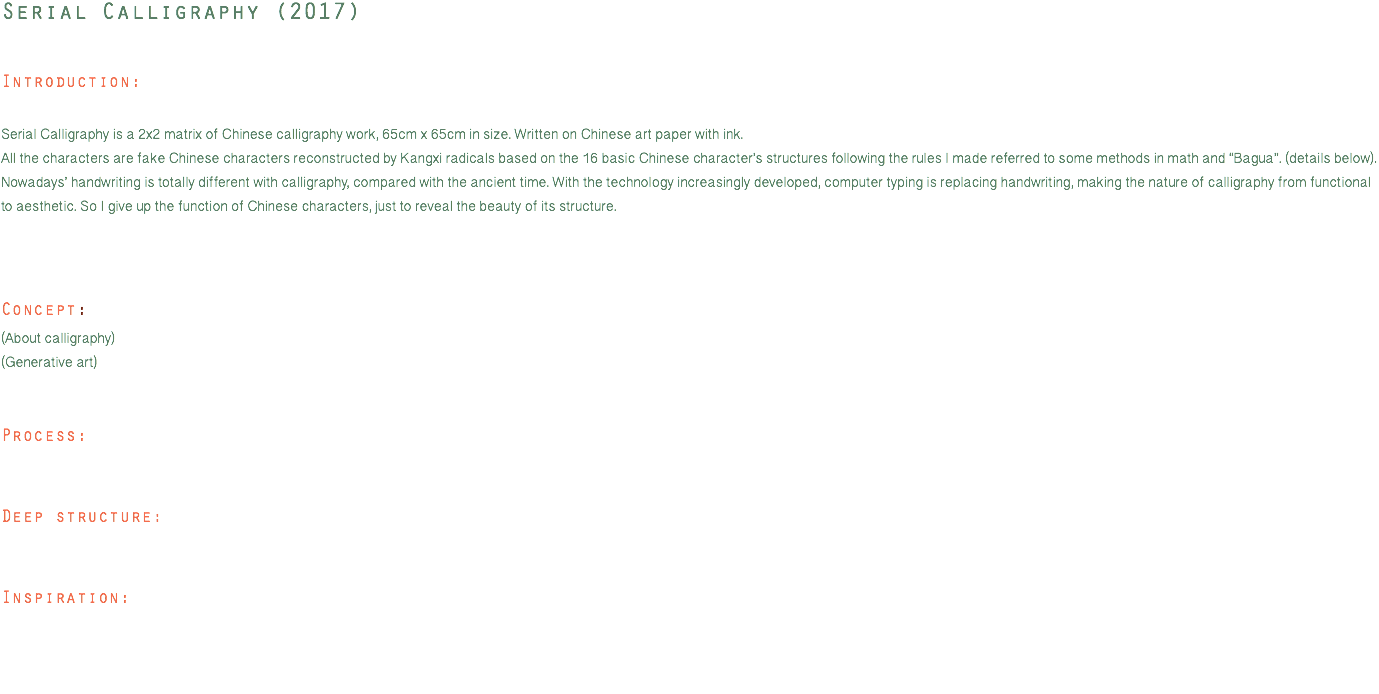 Serial Calligraphy (2017)
Introduction:
Serial Calligraphy is a 2x2 matrix of Chinese calligraphy work, 65cm x 65cm in size. Written on Chinese art paper with ink.
All the characters are fake Chinese characters reconstructed by Kangxi radicals based on the 16 basic Chinese character's structures following the rules I made referred to some methods in math and "Bagua". (details below).
Nowadays' handwriting is totally different with calligraphy, compared with the ancient time. With the technology increasingly developed, computer typing is replacing handwriting, making the nature of calligraphy from functional
to aesthetic. So I give up the function of Chinese characters, just to reveal the beauty of its structure.
Concept:
(About calligraphy)
(Generative art)
Process:
Deep structure:
Inspiration: